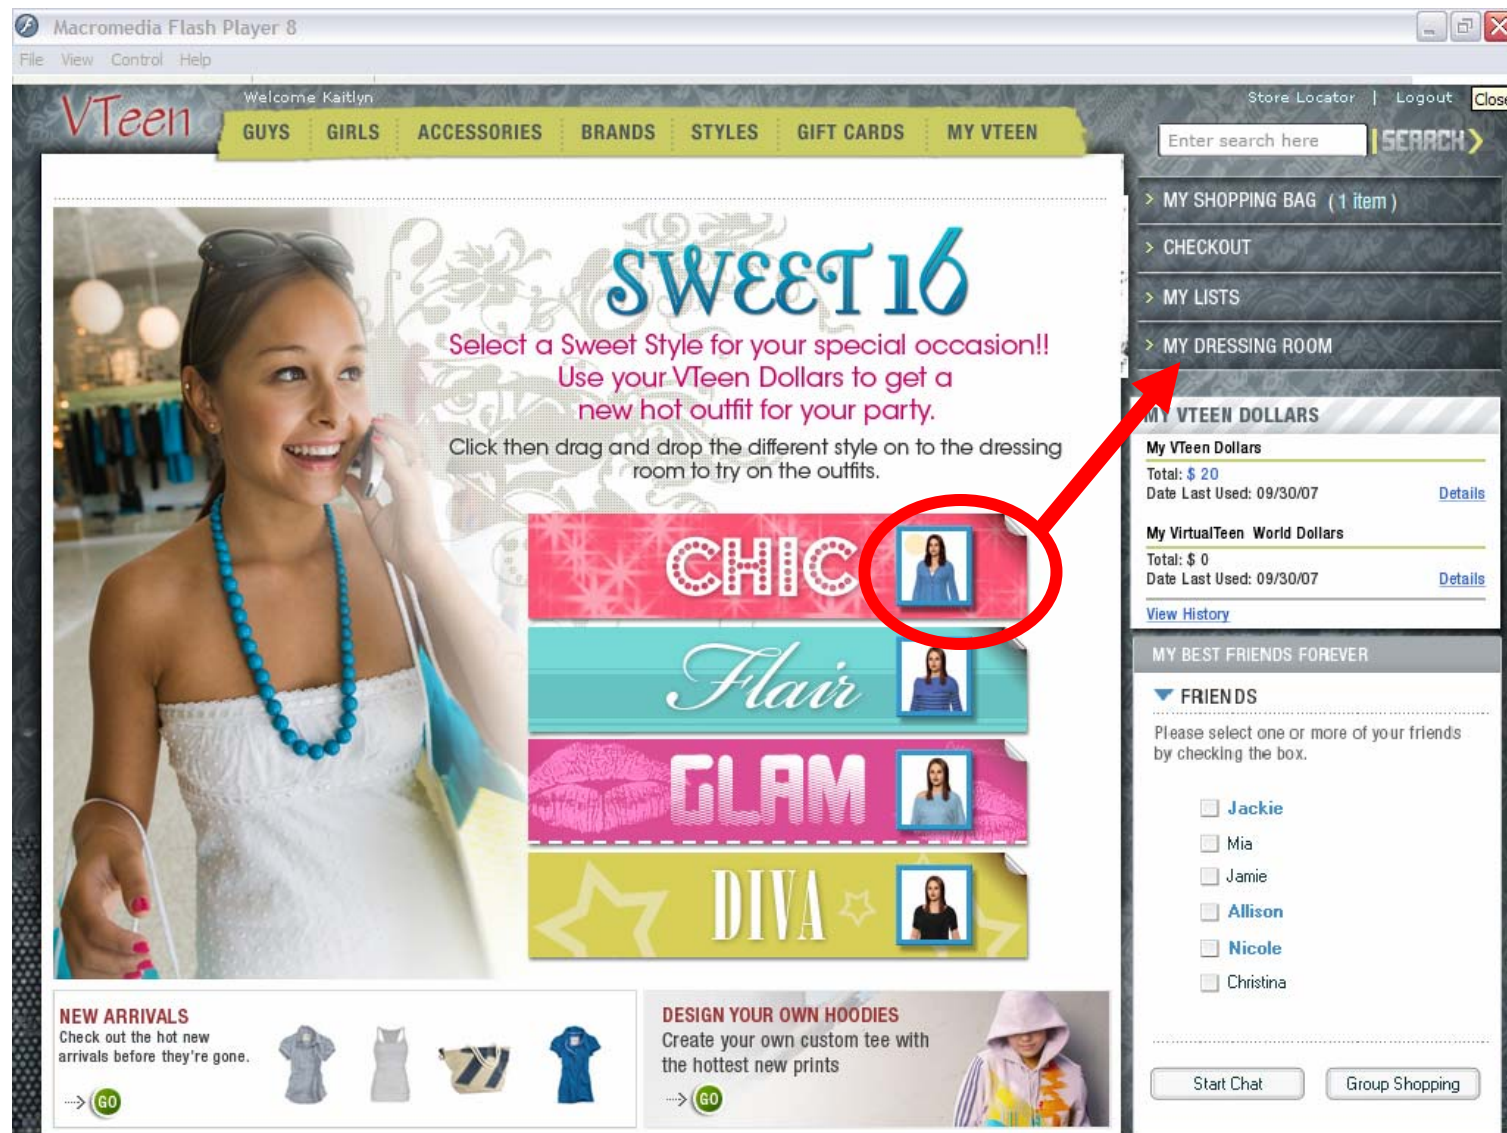 Macromedia Flash Player 8
File View Control Help
VTeen
Welcome Kaitlyn
Store Locator | Logout
Close
GUYS GIRLS ACCESSORIES BRANDS STYLES GIFT CARDS MY VTEEN
Enter search here
SEARCH
> MY SHOPPING BAG ( 1 item )
> CHECKOUT
> MY LISTS
> MY DRESSING ROOM
SWEET 16
Select a Sweet Style for your special occasion!!
Use your VTeen Dollars to get a
new hot outfit for your party.
Click then drag and drop the different style on to the dressing
room to try on the outfits.
CHIC
Flair
GLAM
DIVA
MY VTEEN DOLLARS
My VTeen Dollars
Total: $ 20
Date Last Used: 09/30/07 Details
My VirtualTeen World Dollars
Total: $ 0
Date Last Used: 09/30/07 Details
View History
MY BEST FRIENDS FOREVER
FRIENDS
Please select one or more of your friends
by checking the box.
Jackie
Mia
Jamie
Allison
Nicole
Christina
Start Chat Group Shopping
NEW ARRIVALS
Check out the hot new
arrivals before they're gone.
GO
DESIGN YOUR OWN HOODIES
Create your own custom tee with
the hottest new prints
GO